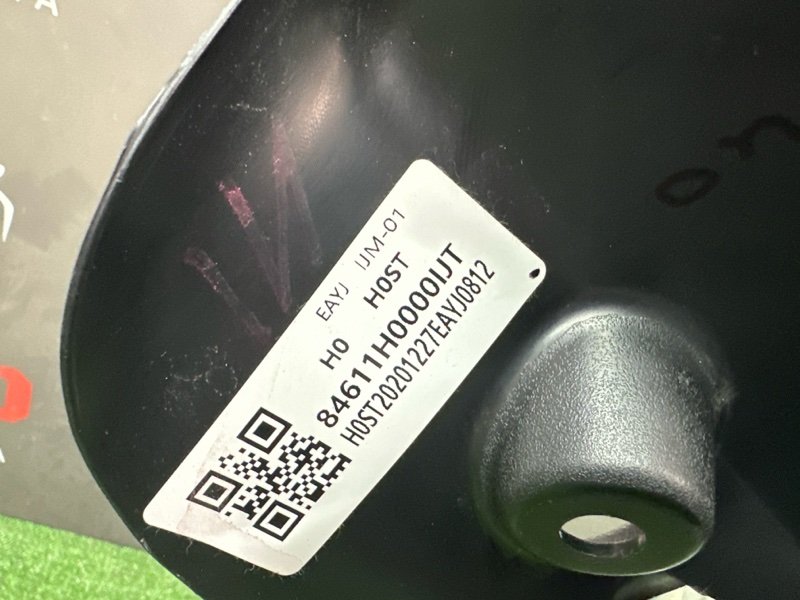 EAYJ IJM-01
H0 H0ST
84611H0000IJT
H0ST20201227EAYJ0812